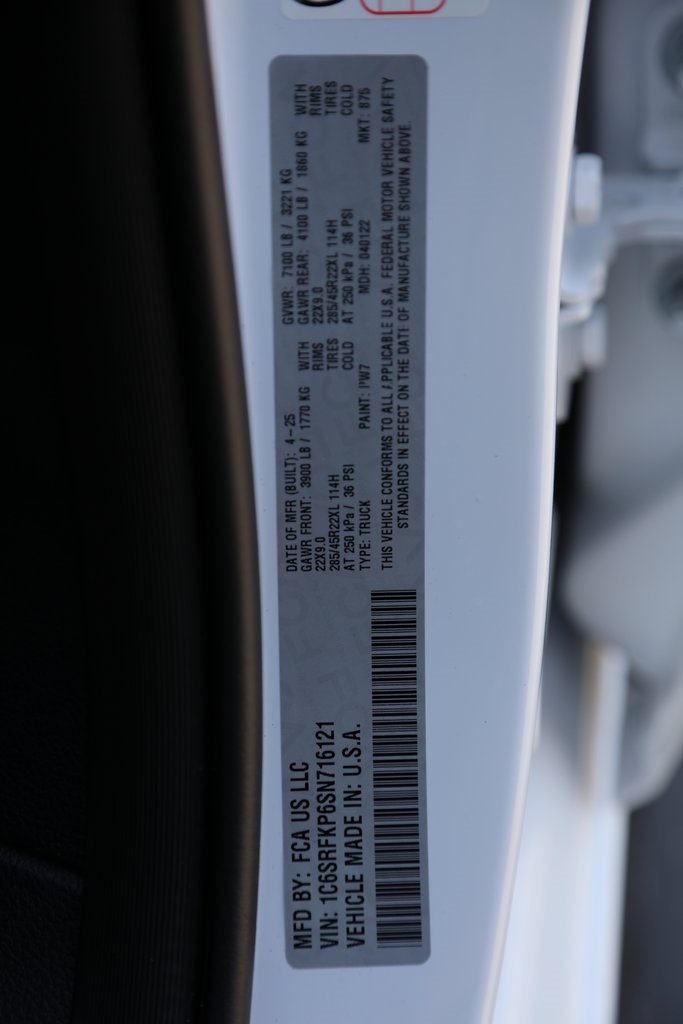 MFD BY: FCA US LLC
VIN: 1C6SRFKP6SN716121
VEHICLE MADE IN: U.S.A.
DATE OF MFR (BUILT): 4-25 GVWR: 7100 LB / 3221 KG
GAWR FRONT: 3900 LB / 1770 KG WITH GAWR REAR: 4100 LB / 1860 KG WITH
22X9.0 RIMS 22X9.0 RIMS
285/45R22XL 114H TIRES 285/45R22XL 114H TIRES
AT 250 kPa / 36 PSI COLD AT 250 kPa / 36 PSI COLD
TYPE: TRUCK PAINT: PW7 MDH: 040122 MKT: 875
THIS VEHICLE CONFORMS TO ALL APPLICABLE U.S.A. FEDERAL MOTOR VEHICLE SAFETY
STANDARDS IN EFFECT ON THE DATE OF MANUFACTURE SHOWN ABOVE.